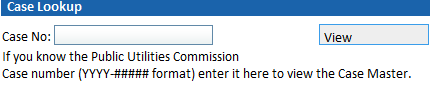 Case Lookup
Case No: View
If you know the Public Utilities Commission
Case number (YYYY-##### format) enter it here to view the Case Master.